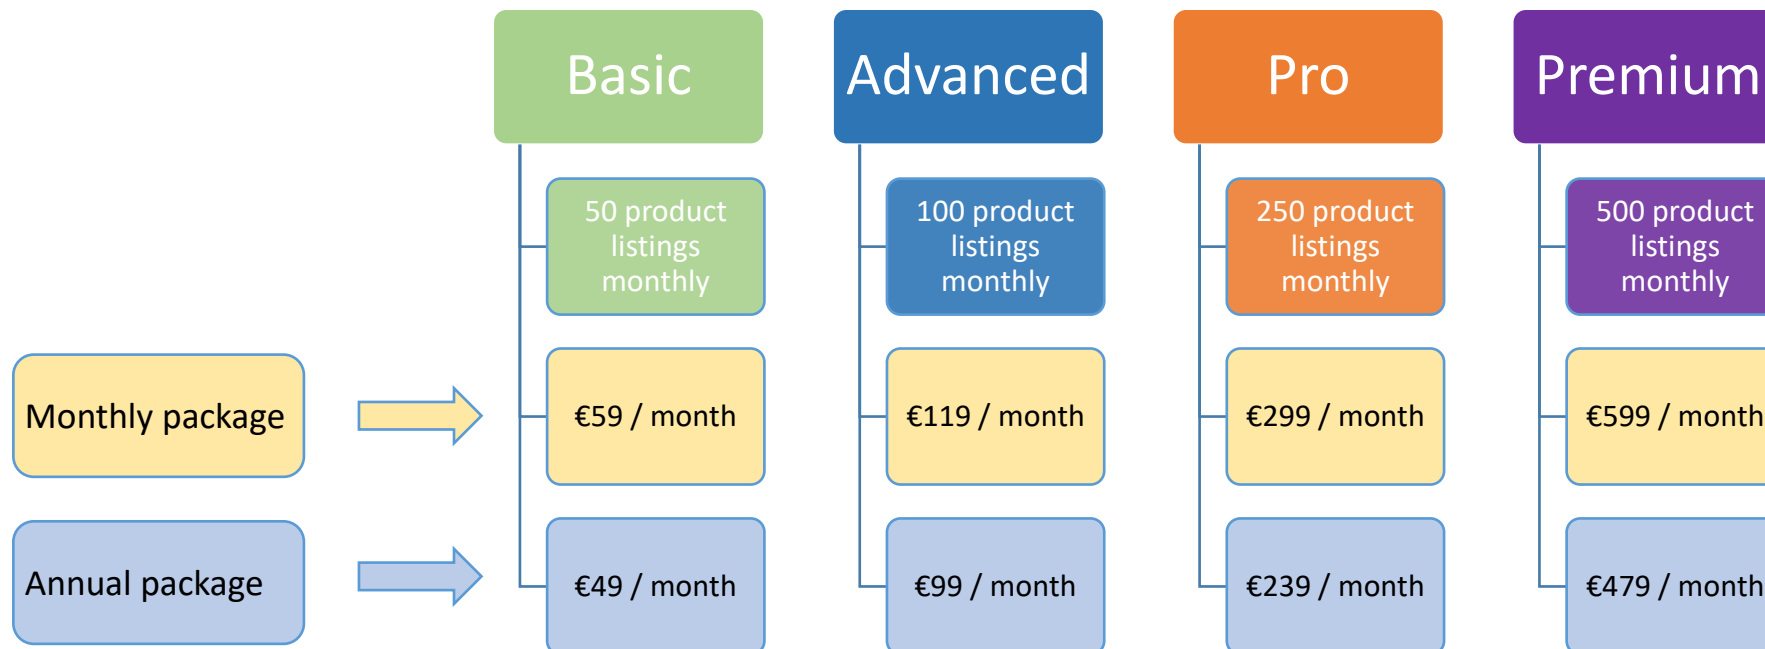 Basic
Advanced
Pro
Premium
50 product
listings
monthly
100 product
listings
monthly
250 product
listings
monthly
500 product
listings
monthly
Monthly package
€59 / month
€119 / month
€299 / month
€599 / month
Annual package
€49 / month
€99 / month
€239 / month
€479 / month